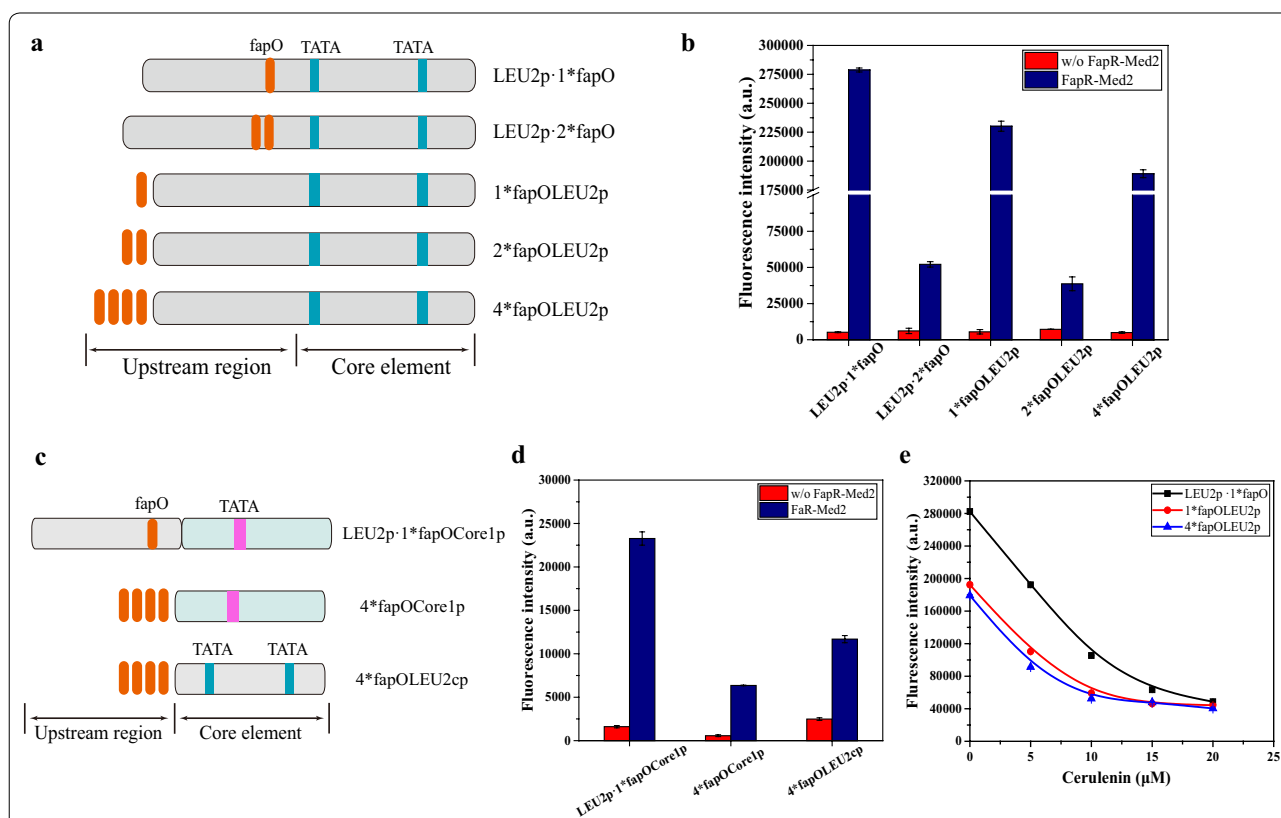 a
fapO TATA TATA
LEU2p·1*fapO
LEU2p·2*fapO
1*fapOLEU2p
2*fapOLEU2p
4*fapOLEU2p
Upstream region Core element
b
300000
275000
250000
225000
200000
175000
50000
25000
0
Fluorescence intensity (a.u.)
w/o FapR-Med2
FapR-Med2
LEU2p·1*fapO LEU2p·2*fapO 1*fapOLEU2p 2*fapOLEU2p 4*fapOLEU2p
c
fapO TATA
LEU2p·1*fapOCore1p
4*fapOCore1p
TATA TATA
4*fapOLEU2cp
Upstream region Core element
d
30000
25000
20000
15000
10000
5000
0
Fluorescence intensity (a.u.)
w/o FapR-Med2
FaR-Med2
LEU2p·1*fapOCore1p 4*fapOCore1p 4*fapOLEU2cp
e
320000
280000
240000
200000
160000
120000
80000
40000
0
Flurescence intensity (a.u.)
LEU2p ·1*fapO
1*fapOLEU2p
4*fapOLEU2p
0 5 10 15 20 25
Cerulenin (μM)